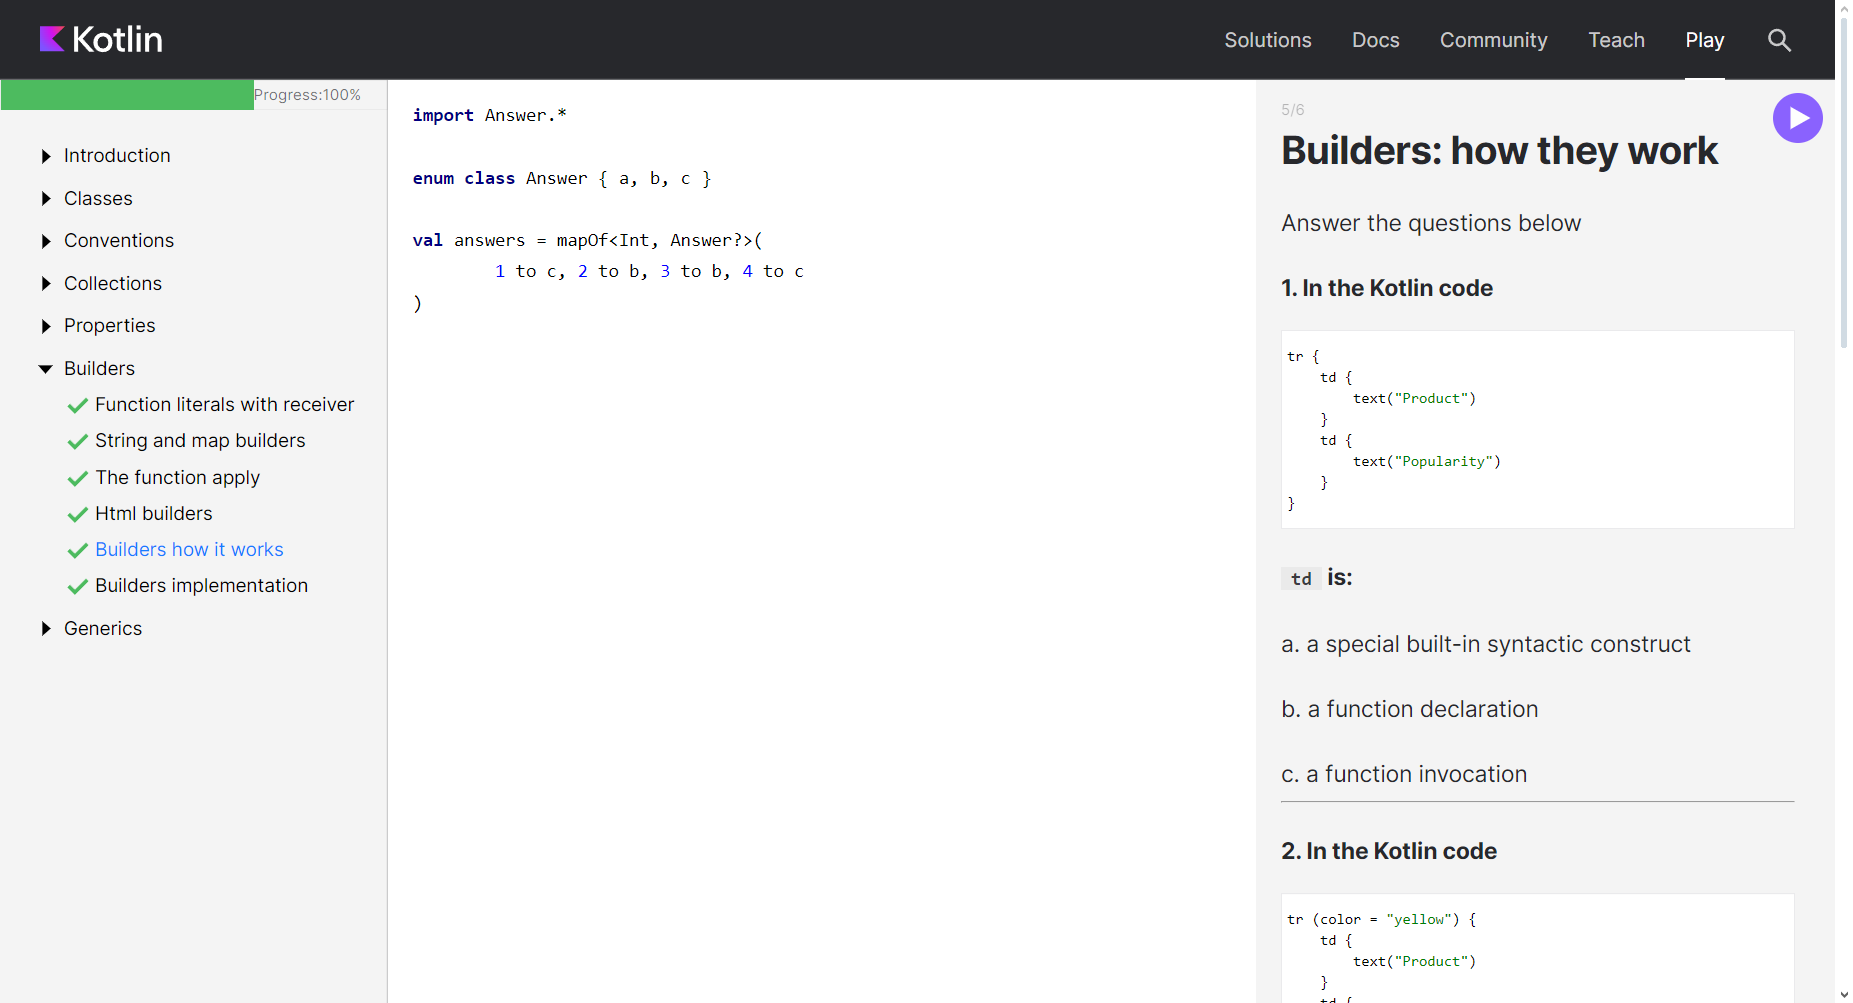 Kotlin
Solutions Docs Community Teach Play
Progress:100%
Introduction
Classes
Conventions
Collections
Properties
Builders
Function literals with receiver
String and map builders
The function apply
Html builders
Builders how it works
Builders implementation
Generics
import Answer.*
enum class Answer { a, b, c }
val answers = mapOf<Int, Answer?>(
1 to c, 2 to b, 3 to b, 4 to c
)
5/6
Builders: how they work
Answer the questions below
1. In the Kotlin code
tr {
td {
text("Product")
}
td {
text("Popularity")
}
}
td is:
a. a special built-in syntactic construct
b. a function declaration
c. a function invocation
2. In the Kotlin code
tr (color = "yellow") {
td {
text("Product")
}
td {